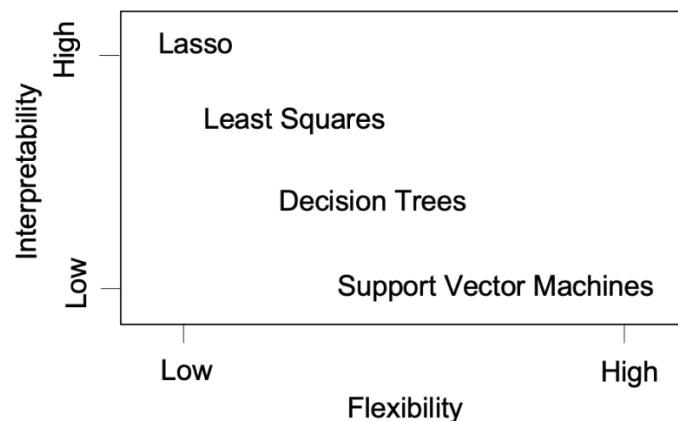 High
Interpretability
Low
Lasso
Least Squares
Decision Trees
Support Vector Machines
Low
High
Flexibility